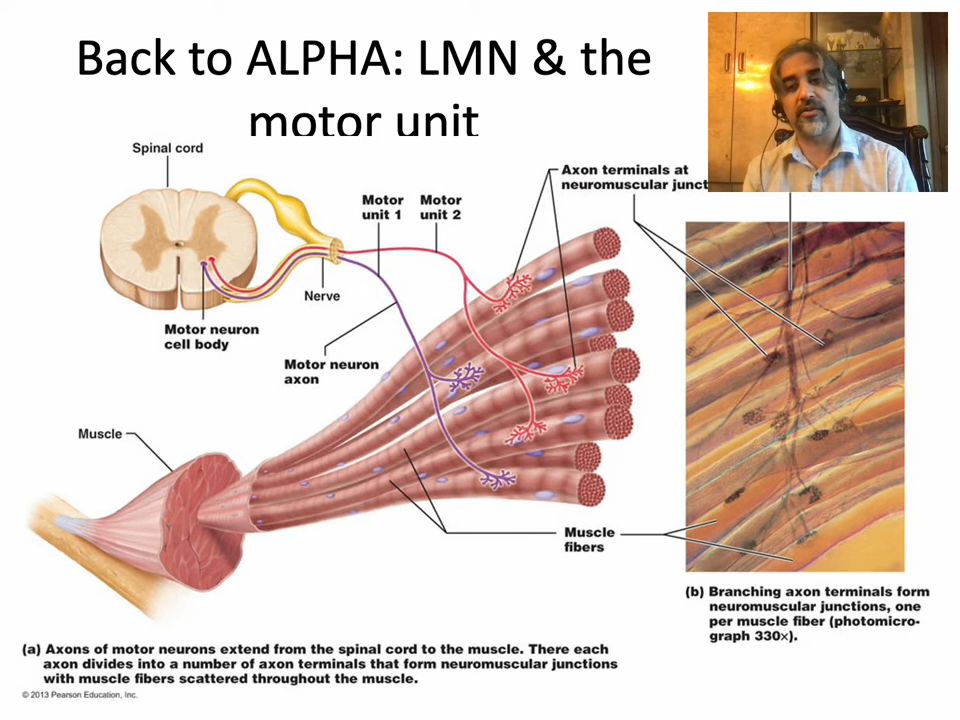 Back to ALPHA: LMN & the
motor unit
Spinal cord
Axon terminals at
neuromuscular
Motor
unit 1
Motor
unit 2
Nerve
Motor neuron
cell body
Motor neuron
axon
Muscle
Muscle
fibers
(b) Branching axon terminals form
neuromuscular junctions, one
per muscle fiber (photomicro-
graph 330×).
(a) Axons of motor neurons extend from the spinal cord to the muscle. There each
axon divides into a number of axon terminals that form neuromuscular junctions
with muscle fibers scattered throughout the muscle.
© 2013 Pearson Education, Inc.